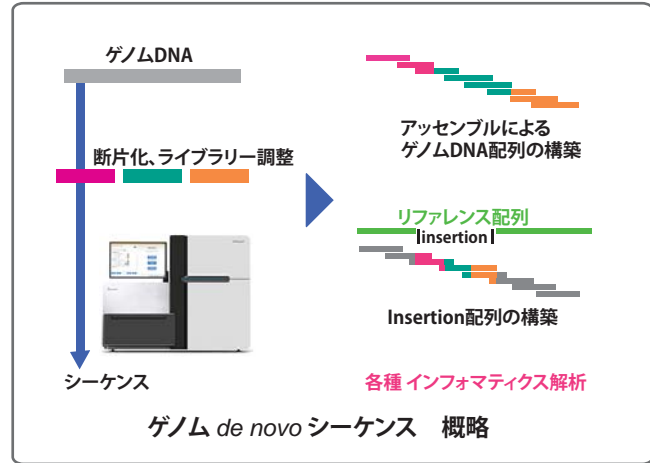 ゲノムDNA
断片化、ライブラリー調整
シーケンス
アッセンブルによる
ゲノムDNA配列の構築
リファレンス配列
insertion
Insertion配列の構築
各種 インフォマティクス解析
ゲノム de novo シーケンス 概略